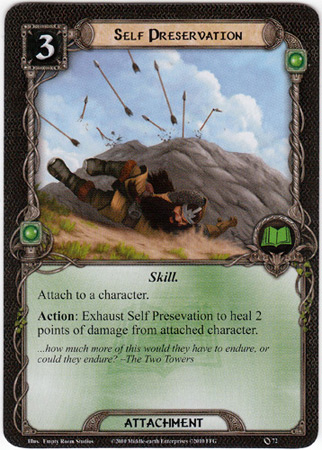 3
Self Preservation
Skill.
Attach to a character.
Action: Exhaust Self Presevation to heal 2
points of damage from attached character.
...how much more of this would they have to endure, or
could they endure? –The Two Towers
Attachment
Illus. Empty Room Studios ©2010 Middle-earth Enterprises ©2010 FFG 72